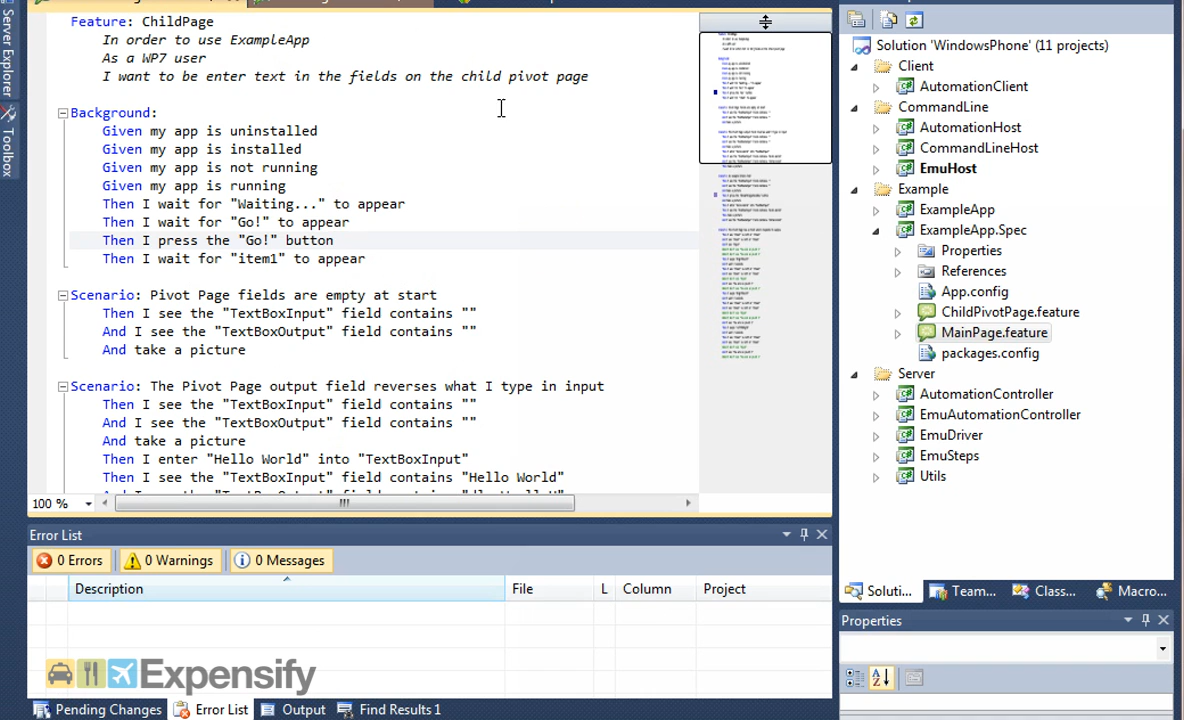 Server Explorer
Toolbox
Feature: ChildPage
In order to use ExampleApp
As a WP7 user
I want to be enter text in the fields on the child pivot page
Background:
Given my app is uninstalled
Given my app is installed
Given my app is not running
Given my app is running
Then I wait for "Waiting..." to appear
Then I wait for "Go!" to appear
Then I press the "Go!" button
Then I wait for "item1" to appear
Scenario: Pivot Page fields are empty at start
Then I see the "TextBoxInput" field contains ""
And I see the "TextBoxOutput" field contains ""
And take a picture
Scenario: The Pivot Page output field reverses what I type in input
Then I see the "TextBoxInput" field contains ""
And I see the "TextBoxOutput" field contains ""
And take a picture
Then I enter "Hello World" into "TextBoxInput"
Then I see the "TextBoxInput" field contains "Hello World"
100 %
Error List
0 Errors
0 Warnings
0 Messages
Description File L Column Project
Expensify
Pending Changes Error List Output Find Results 1
Solution 'WindowsPhone' (11 projects)
Client
AutomationClient
CommandLine
AutomationHost
CommandLineHost
EmuHost
Example
ExampleApp
ExampleApp.Spec
Properties
References
App.config
ChildPivotPage.feature
MainPage.feature
packages.config
Server
AutomationController
EmuAutomationController
EmuDriver
EmuSteps
Utils
Soluti... Team... Class... Macro...
Properties